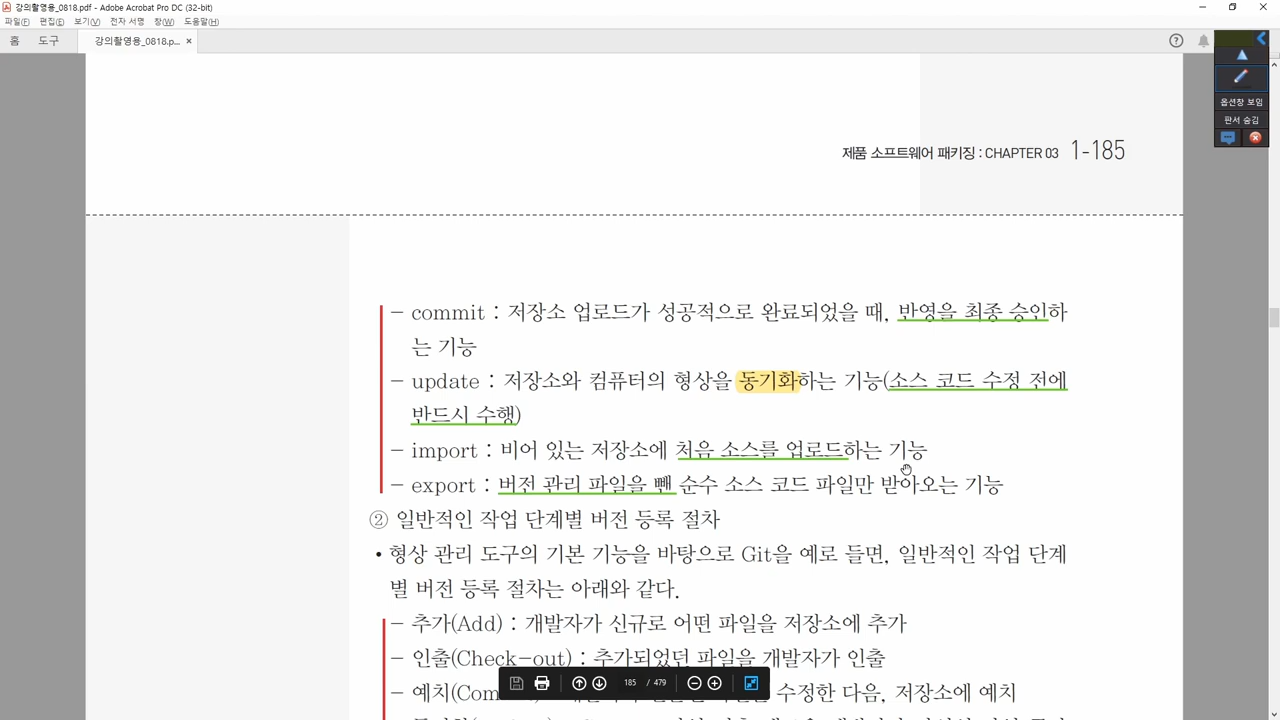 강의촬영용_0818.pdf - Adobe Acrobat Pro DC (32-bit)
파일(F) 편집(E) 보기(V) 전자 서명 창(W) 도움말(H)
홈 도구 강의촬영용_0818.p... ×
옵션창 보임
판서 숨김
제품 소프트웨어 패키징 : CHAPTER 03 1-185
- commit : 저장소 업로드가 성공적으로 완료되었을 때, 반영을 최종 승인하
는 기능
- update : 저장소와 컴퓨터의 형상을 동기화하는 기능(소스 코드 수정 전에
반드시 수행)
- import : 비어 있는 저장소에 처음 소스를 업로드하는 기능
- export : 버전 관리 파일을 뺀 순수 소스 코드 파일만 받아오는 기능
② 일반적인 작업 단계별 버전 등록 절차
• 형상 관리 도구의 기본 기능을 바탕으로 Git을 예로 들면, 일반적인 작업 단계
별 버전 등록 절차는 아래와 같다.
- 추가(Add) : 개발자가 신규로 어떤 파일을 저장소에 추가
- 인출(Check-out) : 추가되었던 파일을 개발자가 인출
- 예치(Com 수정한 다음, 저장소에 예치
185 / 479